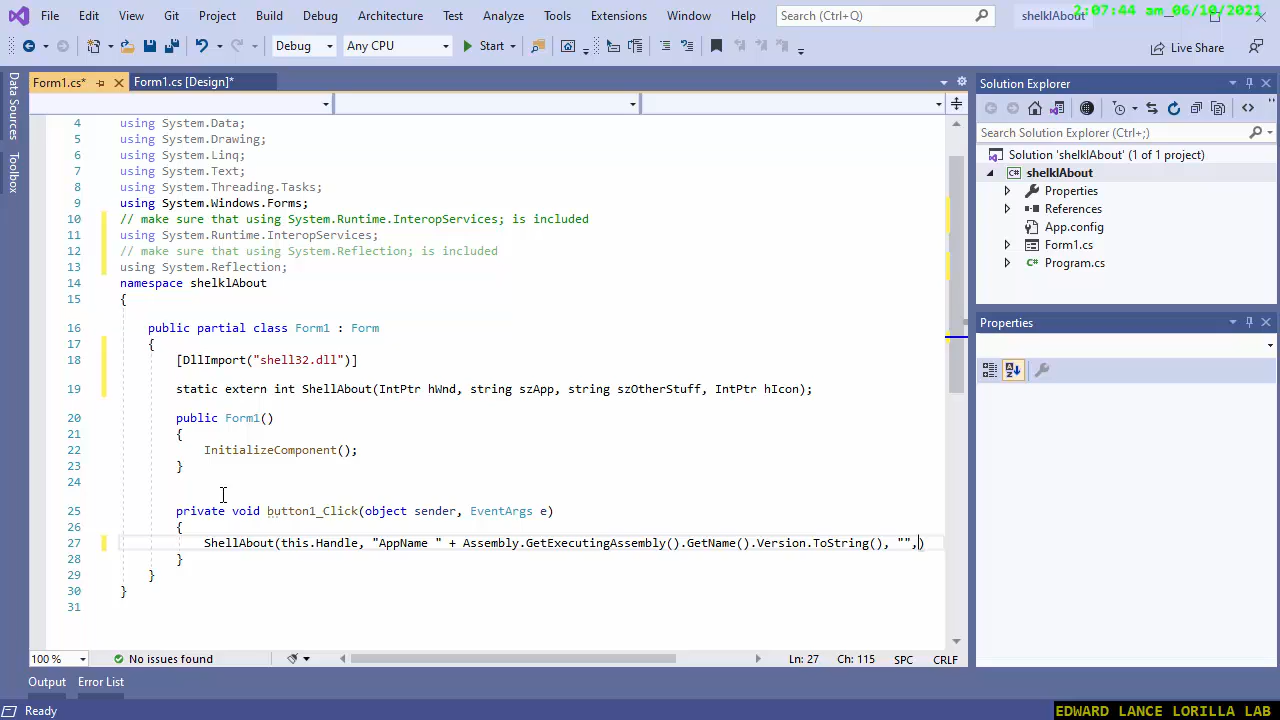 File Edit View Git Project Build Debug Architecture Test Analyze Tools Extensions Window Help Search (Ctrl+Q) shelklAbout
2:07:44 am_06/10/2021
Debug Any CPU Start Live Share
Form1.cs* Form1.cs [Design]*
Data Sources
Toolbox
4 using System.Data;
5 using System.Drawing;
6 using System.Linq;
7 using System.Text;
8 using System.Threading.Tasks;
9 using System.Windows.Forms;
10 // make sure that using System.Runtime.InteropServices; is included
11 using System.Runtime.InteropServices;
12 // make sure that using System.Reflection; is included
13 using System.Reflection;
14 namespace shelklAbout
15 {
16 public partial class Form1 : Form
17 {
18 [DllImport("shell32.dll")]
19 static extern int ShellAbout(IntPtr hWnd, string szApp, string szOtherStuff, IntPtr hIcon);
20 public Form1()
21 {
22 InitializeComponent();
23 }
24
25 private void button1_Click(object sender, EventArgs e)
26 {
27 ShellAbout(this.Handle, "AppName " + Assembly.GetExecutingAssembly().GetName().Version.ToString(), "",)
28 }
29 }
30 }
31
100 % No issues found Ln: 27 Ch: 115 SPC CRLF
Output Error List
Ready
Solution Explorer
Search Solution Explorer (Ctrl+;)
Solution 'shelklAbout' (1 of 1 project)
shelklAbout
Properties
References
App.config
Form1.cs
Program.cs
Properties
EDWARD LANCE LORILLA LAB